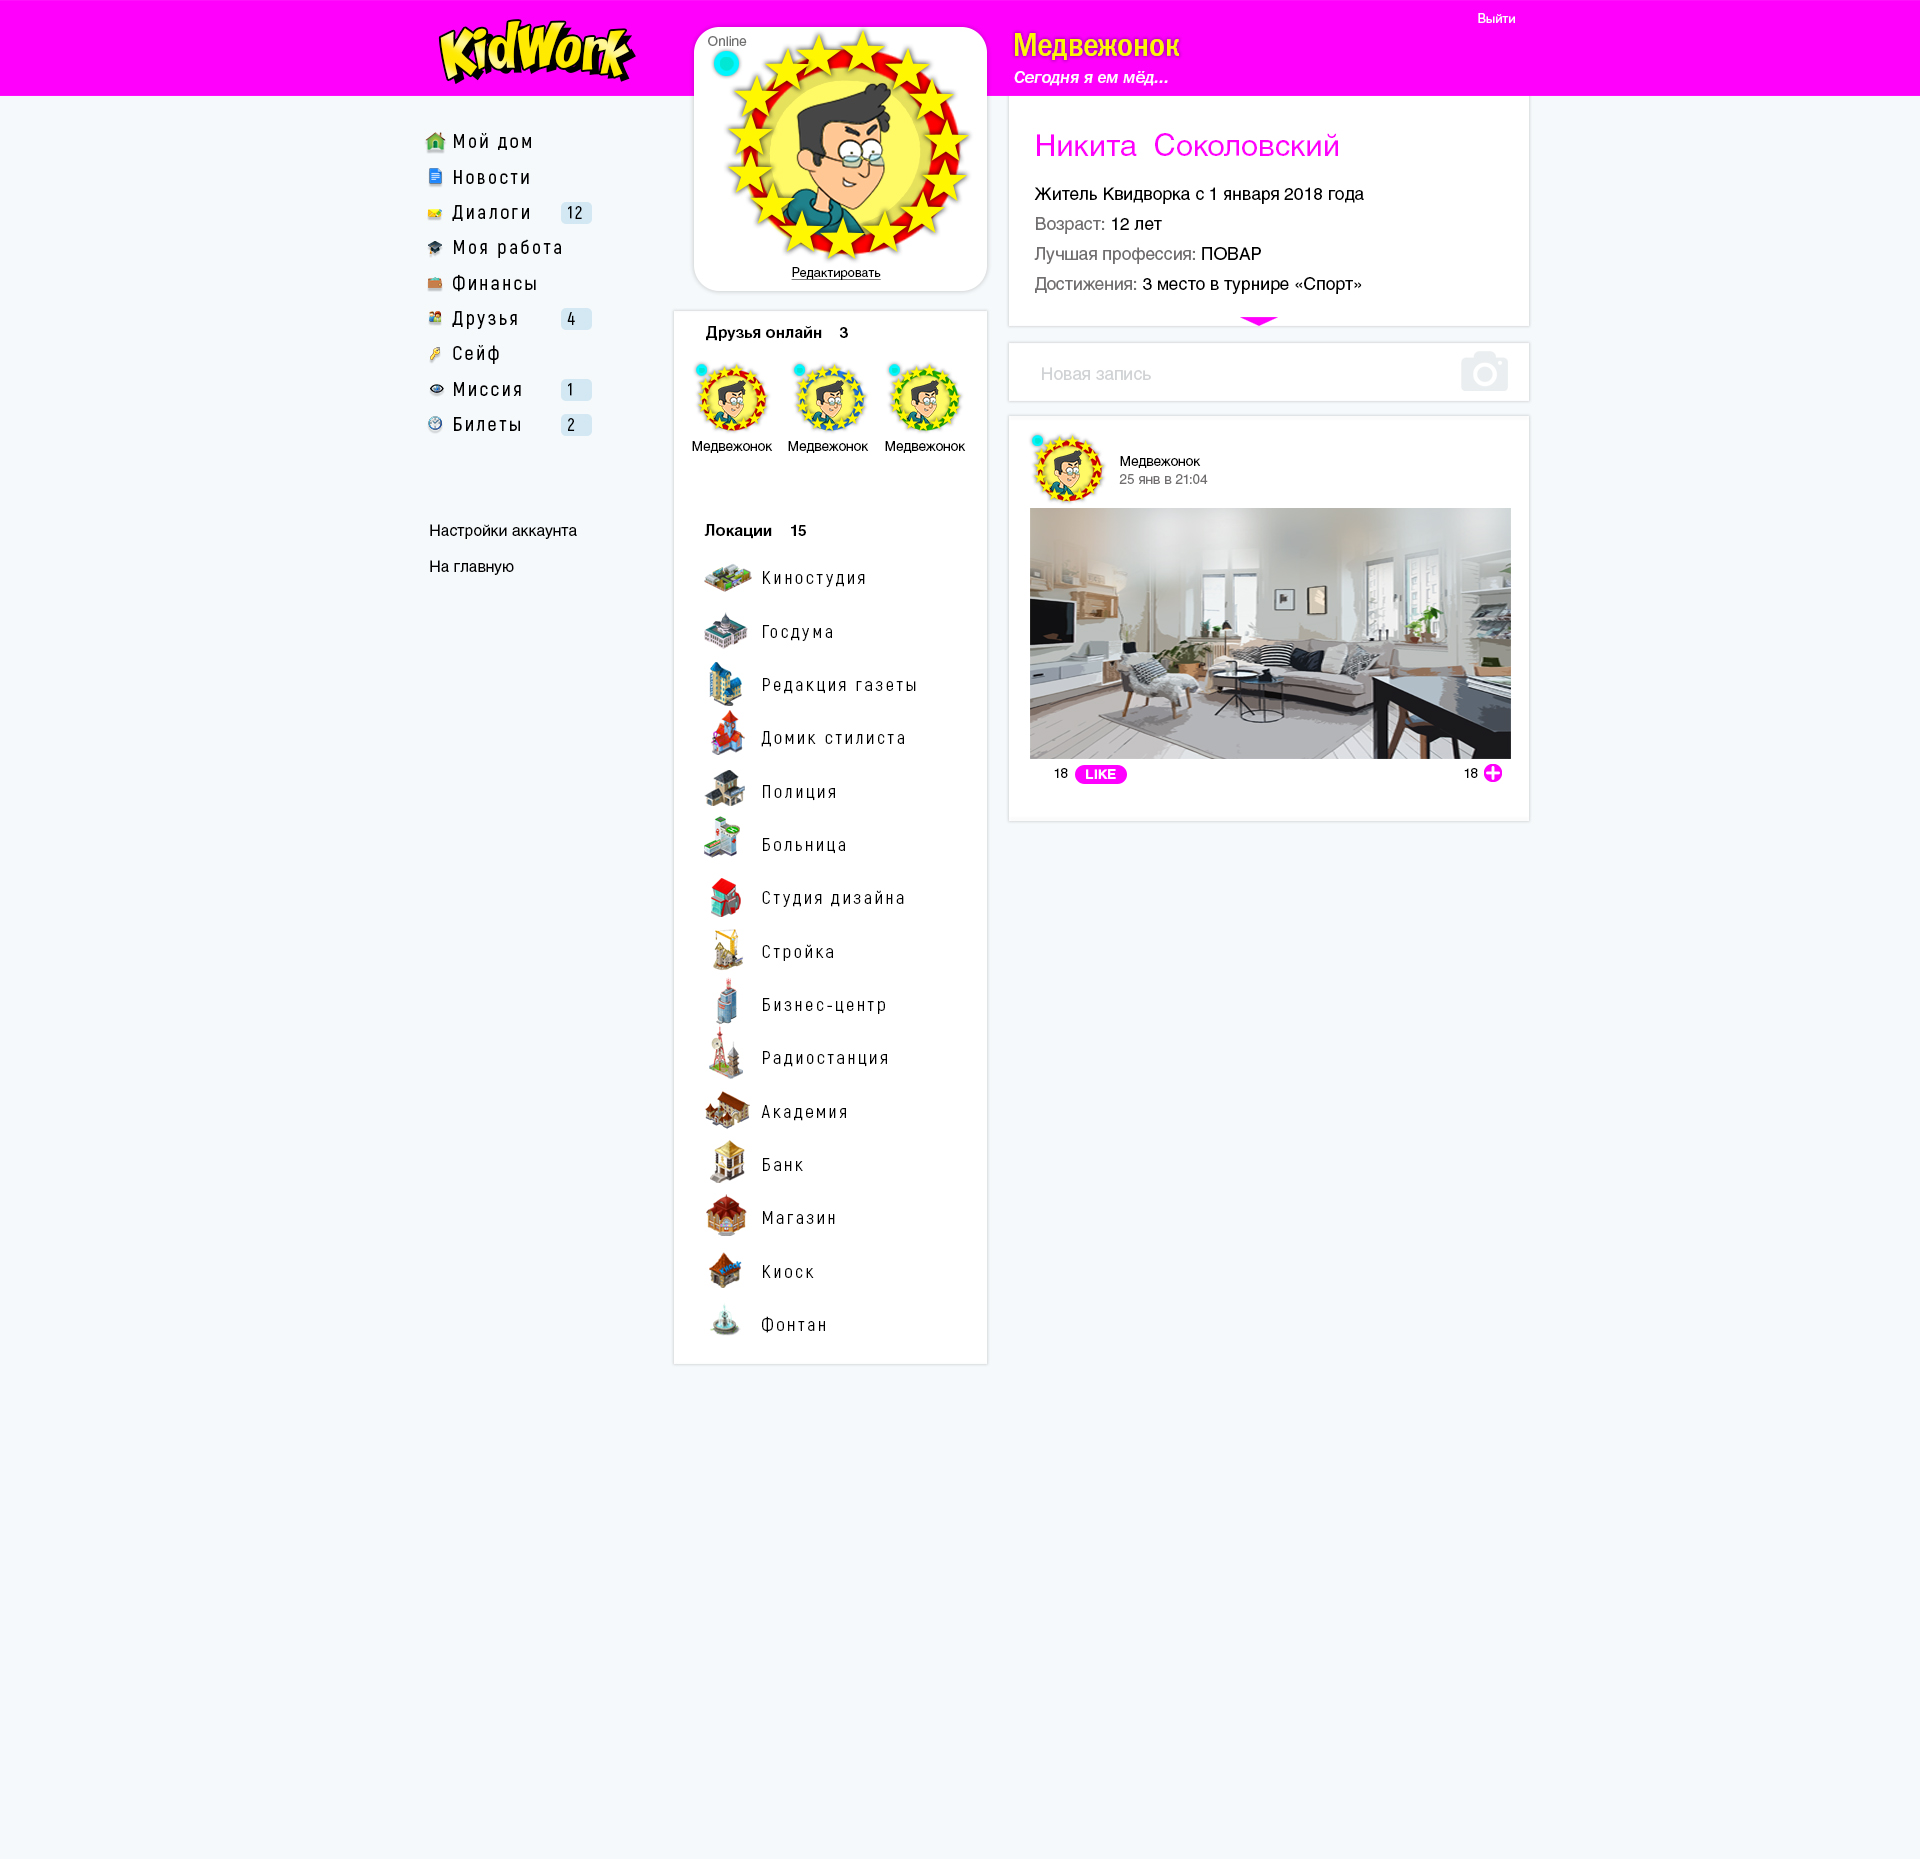 KidWork
Выйти
Online
Медвежонок
Сегодня я ем мёд...
Мой дом
Новости
Диалоги 12
Моя работа
Финансы
Друзья 4
Сейф
Миссия 1
Билеты 2
Настройки аккаунта
На главную
Редактировать
Друзья онлайн 3
Медвежонок Медвежонок Медвежонок
Локации 15
Киностудия
Госдума
Редакция газеты
Домик стилиста
Полиция
Больница
Студия дизайна
Стройка
Бизнес-центр
Радиостанция
Академия
Банк
Магазин
Киоск
Фонтан
Никита Соколовский
Житель Квидворка с 1 января 2018 года
Возраст: 12 лет
Лучшая профессия: ПОВАР
Достижения: 3 место в турнире «Спорт»
Новая запись
Медвежонок
25 янв в 21:04
18 LIKE 18